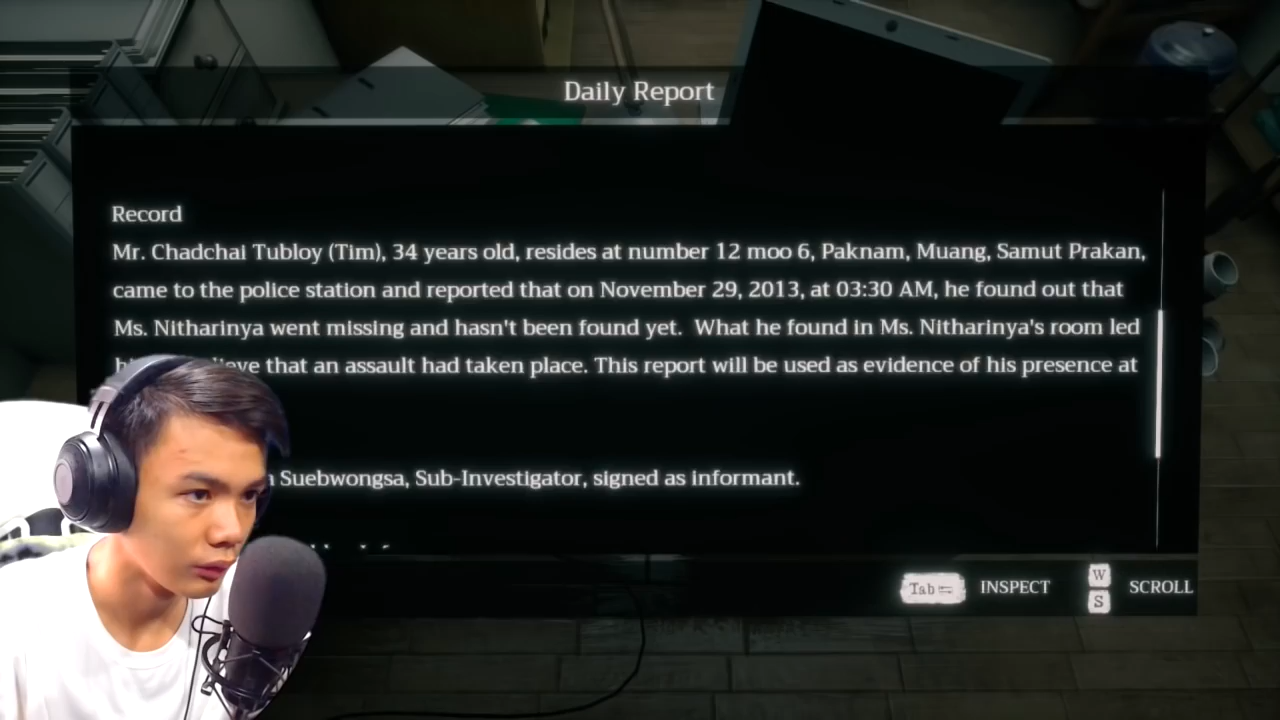 Daily Report
Record
Mr. Chadchai Tubloy (Tim), 34 years old, resides at number 12 moo 6, Paknam, Muang, Samut Prakan,
came to the police station and reported that on November 29, 2013, at 03:30 AM, he found out that
Ms. Nitharinya went missing and hasn't been found yet. What he found in Ms. Nitharinya's room led
that an assault had taken place. This report will be used as evidence of his presence at
Suebwongsa, Sub-Investigator, signed as informant.
Tab INSPECT
W
S SCROLL